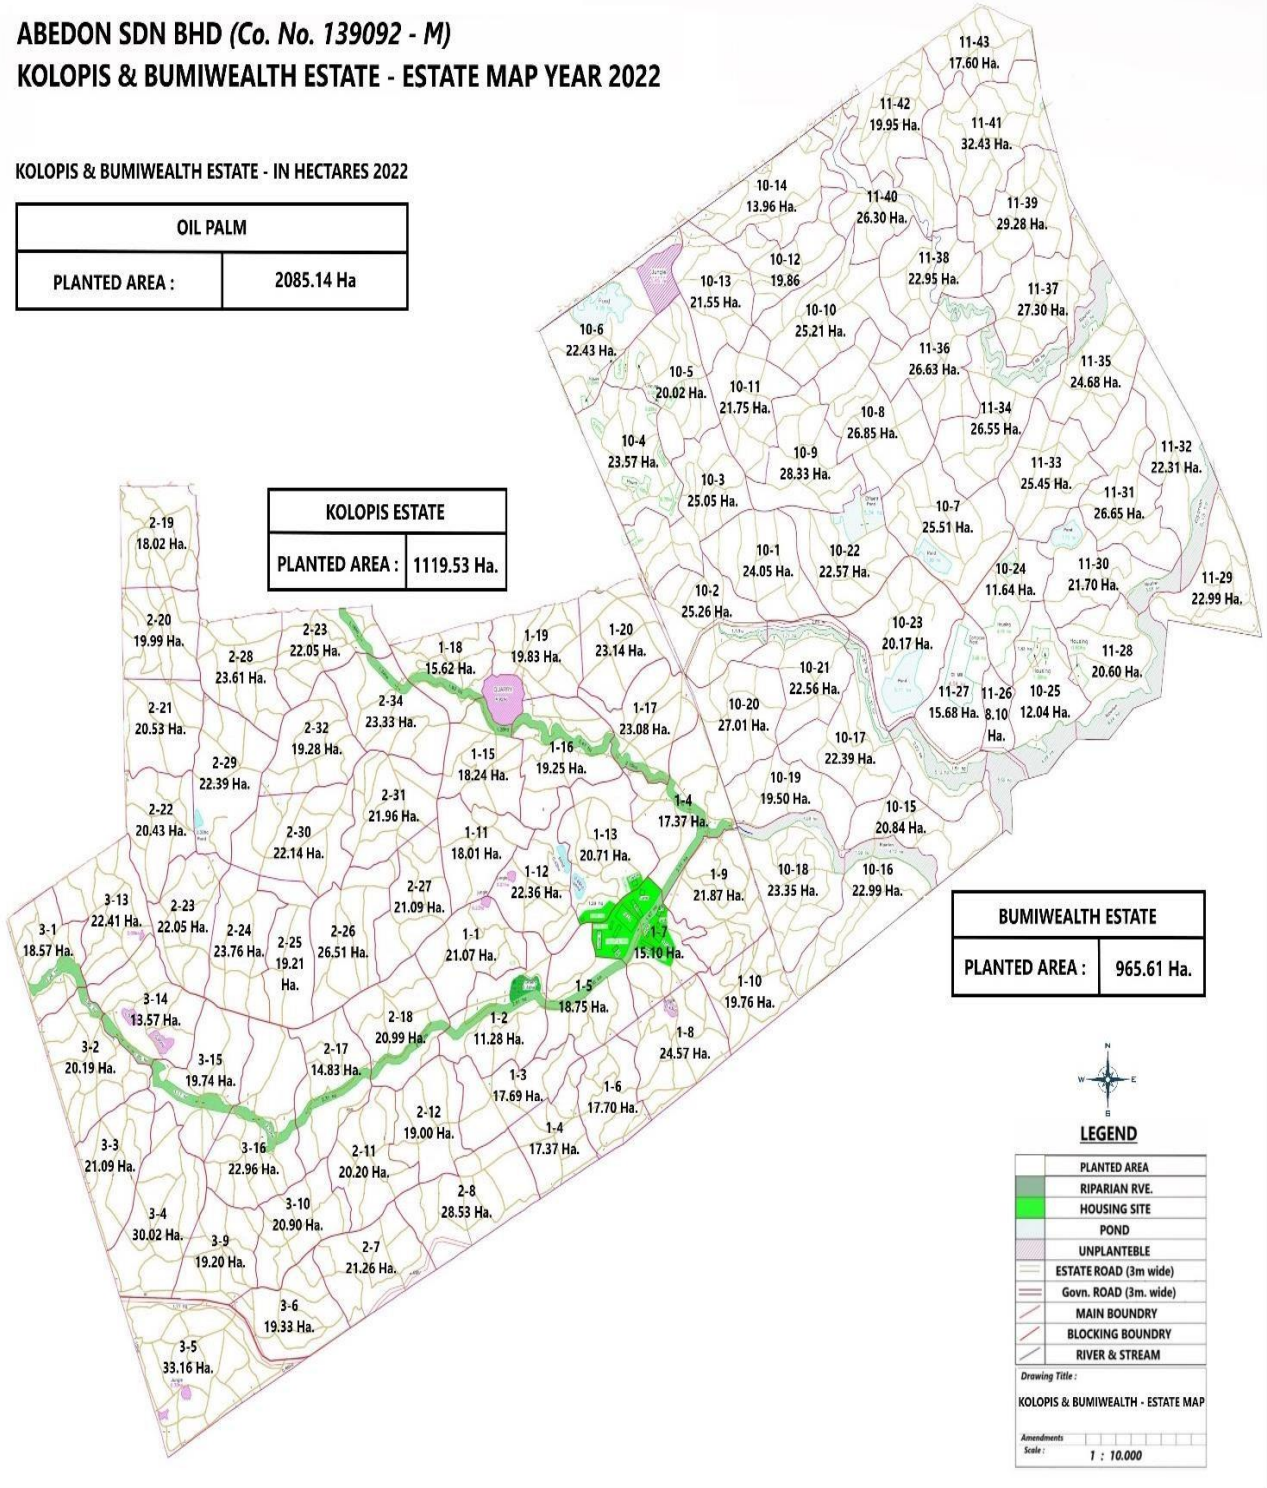 ABEDON SDN BHD (Co. No. 139092 - M)
KOLOPIS & BUMIWEALTH ESTATE - ESTATE MAP YEAR 2022
KOLOPIS & BUMIWEALTH ESTATE - IN HECTARES 2022
OIL PALM
PLANTED AREA :
2085.14 Ha
11-43
17.60 Ha.
11-42
19.95 Ha.
11-41
32.43 Ha.
10-14
13.96 Ha.
11-40
26.30 Ha.
11-39
29.28 Ha.
10-12
19.86
11-38
22.95 Ha.
Jungle
10-13
21.55 Ha.
11-37
27.30 Ha.
Pond
10-10
25.21 Ha.
10-6
22.43 Ha.
11-36
26.63 Ha.
11-35
24.68 Ha.
10-5
20.02 Ha.
10-11
21.75 Ha.
11-34
26.55 Ha.
10-8
26.85 Ha.
10-4
23.57 Ha.
10-9
28.33 Ha.
11-32
22.31 Ha.
11-33
25.45 Ha.
10-3
25.05 Ha.
11-31
26.65 Ha.
10-7
25.51 Ha.
10-1
24.05 Ha.
10-22
22.57 Ha.
Pond
Pond
10-24
11.64 Ha.
11-30
21.70 Ha.
11-29
22.99 Ha.
10-2
25.26 Ha.
10-23
20.17 Ha.
Housing
11-28
20.60 Ha.
10-21
22.56 Ha.
Pond
11-27
15.68 Ha.
11-26
8.10
Ha.
10-25
12.04 Ha.
10-20
27.01 Ha.
10-17
22.39 Ha.
10-19
19.50 Ha.
10-15
20.84 Ha.
10-18
23.35 Ha.
10-16
22.99 Ha.
KOLOPIS ESTATE
PLANTED AREA :
1119.53 Ha.
2-19
18.02 Ha.
2-20
19.99 Ha.
2-23
22.05 Ha.
2-28
23.61 Ha.
1-18
15.62 Ha.
1-19
19.83 Ha.
1-20
23.14 Ha.
QUARRY
2-34
23.33 Ha.
2-21
20.53 Ha.
2-32
19.28 Ha.
1-17
23.08 Ha.
2-29
22.39 Ha.
1-15
18.24 Ha.
1-16
19.25 Ha.
2-31
21.96 Ha.
1-4
17.37 Ha.
2-22
20.43 Ha.
Pond
2-30
22.14 Ha.
1-11
18.01 Ha.
1-13
20.71 Ha.
1-12
22.36 Ha.
1-9
21.87 Ha.
2-27
21.09 Ha.
3-13
22.41 Ha.
2-23
22.05 Ha.
3-1
18.57 Ha.
2-24
23.76 Ha.
2-25
19.21
Ha.
2-26
26.51 Ha.
1-1
21.07 Ha.
1-7
15.10 Ha.
1-10
19.76 Ha.
1-5
18.75 Ha.
3-14
13.57 Ha.
2-18
20.99 Ha.
1-2
11.28 Ha.
1-8
24.57 Ha.
3-2
20.19 Ha.
3-15
19.74 Ha.
2-17
14.83 Ha.
1-3
17.69 Ha.
1-6
17.70 Ha.
2-12
19.00 Ha.
1-4
17.37 Ha.
3-3
21.09 Ha.
3-16
22.96 Ha.
2-11
20.20 Ha.
2-8
28.53 Ha.
3-4
30.02 Ha.
3-10
20.90 Ha.
3-9
19.20 Ha.
2-7
21.26 Ha.
3-6
19.33 Ha.
3-5
33.16 Ha.
BUMIWEALTH ESTATE
PLANTED AREA :
965.61 Ha.
N
W
E
S
LEGEND
PLANTED AREA
RIPARIAN RVE.
HOUSING SITE
POND
UNPLANTEBLE
ESTATE ROAD (3m wide)
Govn. ROAD (3m. wide)
MAIN BOUNDRY
BLOCKING BOUNDRY
RIVER & STREAM
Drawing Title :
KOLOPIS & BUMIWEALTH - ESTATE MAP
Amendments
Scale :
1 : 10.000